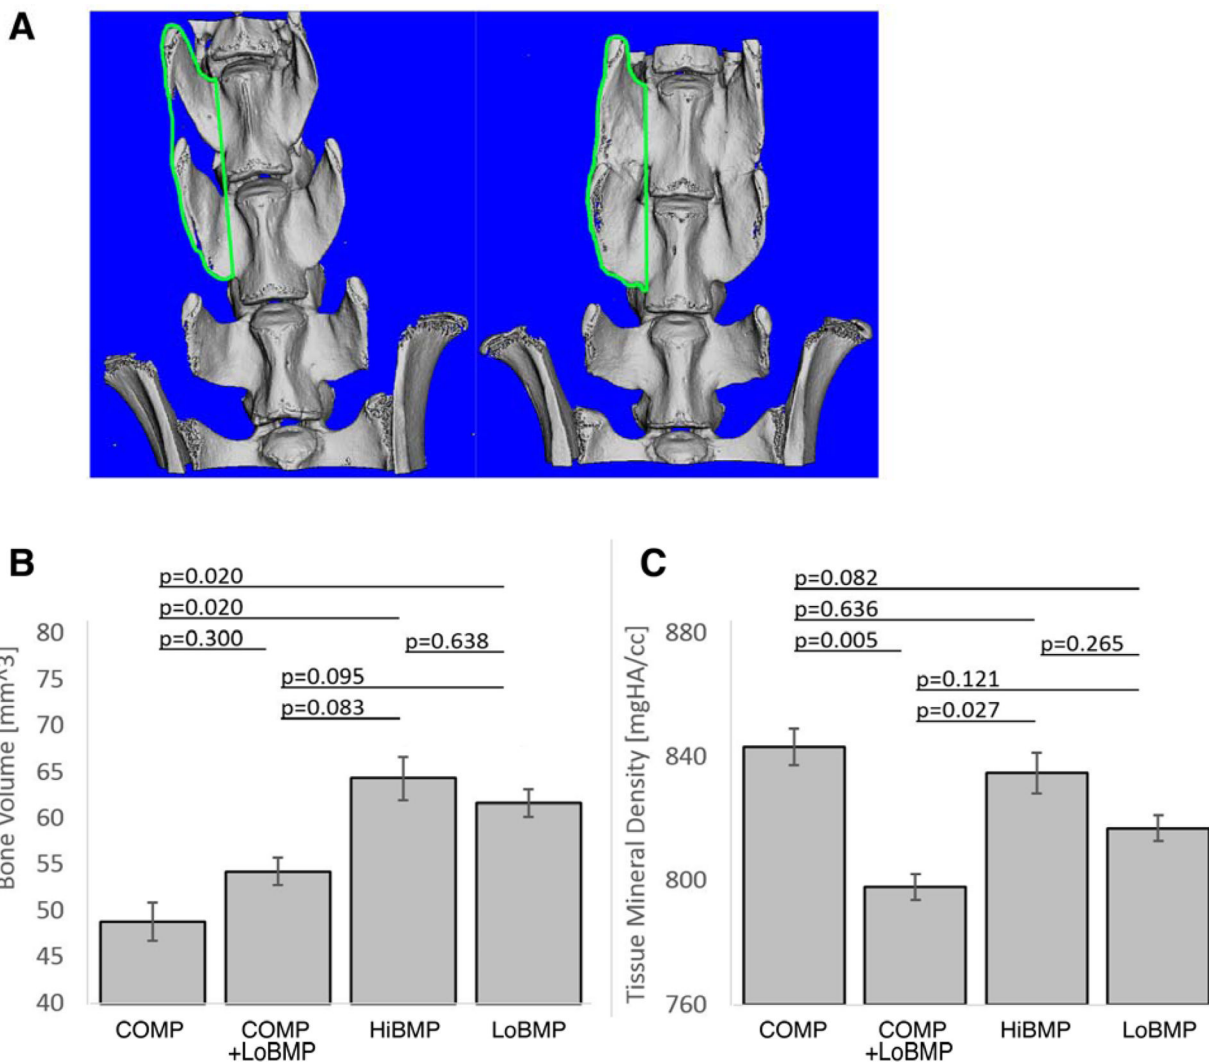 A
B
p=0.020
p=0.020
p=0.300
p=0.638
p=0.095
p=0.083
Bone Volume [mm^3]
80
75
70
65
60
55
50
45
40
COMP
COMP
+LoBMP
HiBMP
LoBMP
C
p=0.082
p=0.636
p=0.005
p=0.265
p=0.121
p=0.027
Tissue Mineral Density [mgHA/cc]
880
840
800
760
COMP
COMP
+LoBMP
HiBMP
LoBMP